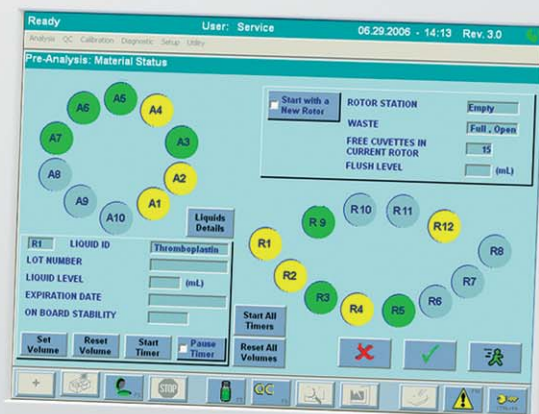 Ready User: Service 06.29.2006 - 14:13 Rev. 3.0
Analysis QC Calibration Diagnostic Setup Utility
Pre-Analysis: Material Status
A6 A5 A4
A7 A3
A8 A2
A9 A10 A1
Liquids Details
Start with a New Rotor
ROTOR STATION Empty
WASTE Full , Open
FREE CUVETTES IN CURRENT ROTOR 15
FLUSH LEVEL (mL)
R 9 R10 R11 R12
R1 R8
R2 R7
R3 R4 R5 R6
R1 LIQUID ID Thromboplastin
LOT NUMBER
LIQUID LEVEL (mL)
EXPIRATION DATE
ON BOARD STABILITY
Set Volume
Reset Volume
Start Timer
Pause Timer
Start All Timers
Reset All Volumes
STOP
QC